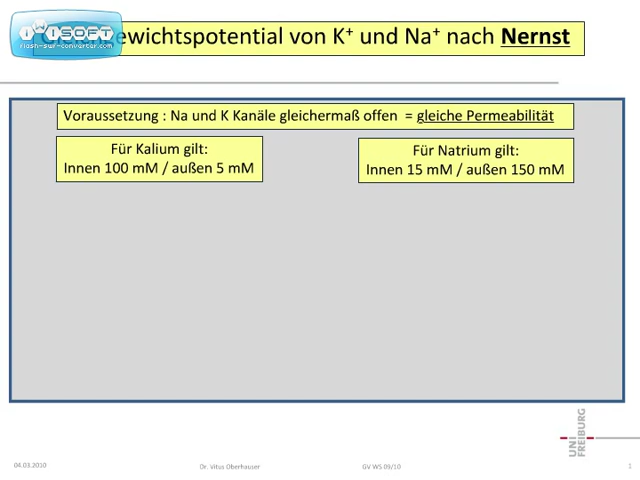 iWiSOFT
flash-swf-converter.com
ewichtspotential von K⁺ und Na⁺ nach Nernst
Voraussetzung : Na und K Kanäle gleichermaß offen = gleiche Permeabilität
Für Kalium gilt:
Innen 100 mM / außen 5 mM
Für Natrium gilt:
Innen 15 mM / außen 150 mM
UNI
FREIBURG
04.03.2010
Dr. Vitus Oberhauser
GV WS 09/10
1